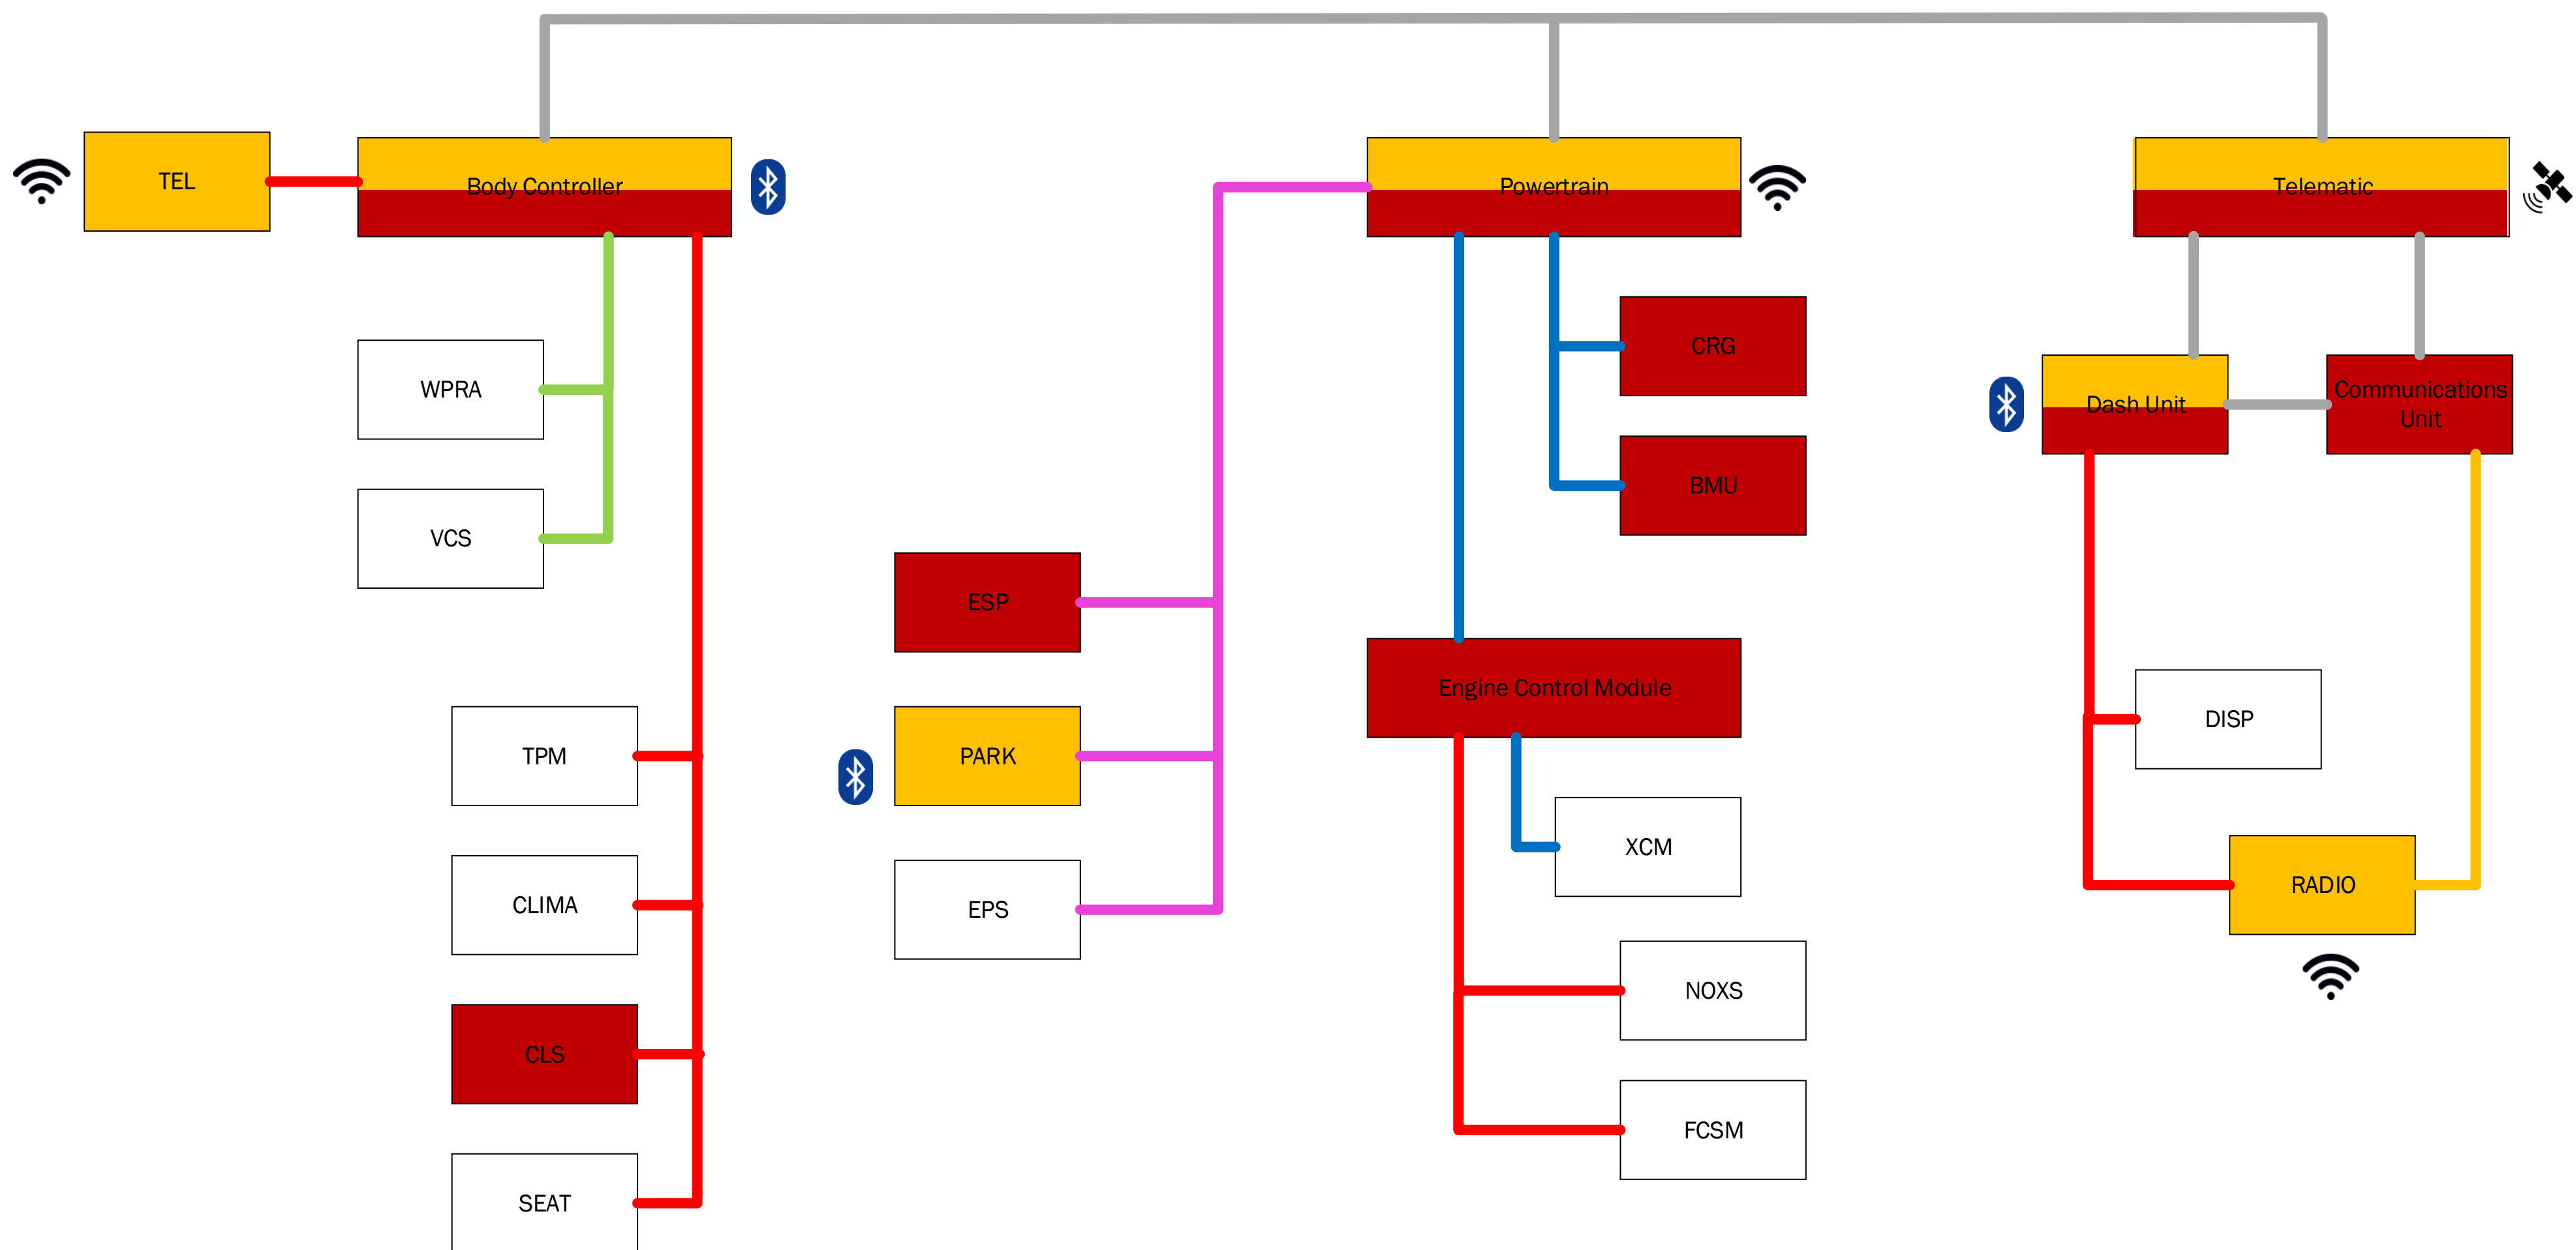 TEL
Body Controller
Powertrain
Telematic
CRG
WPRA
Dash Unit
Communications
Unit
BMU
VCS
ESP
Engine Control Module
DISP
TPM
PARK
XCM
RADIO
CLIMA
EPS
NOXS
CLS
FCSM
SEAT